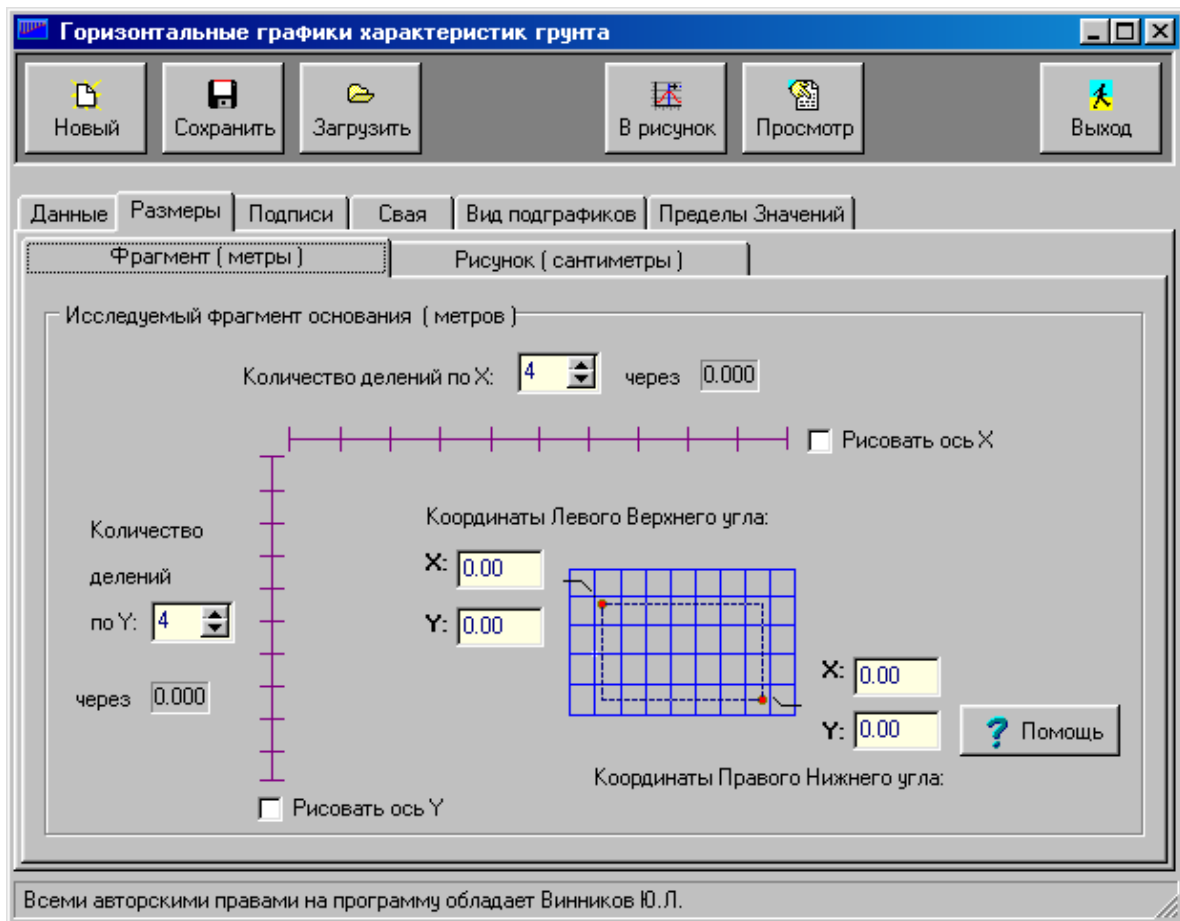 Горизонтальные графики характеристик грунта
Новый Сохранить Загрузить В рисунок Просмотр Выход
Данные Размеры Подписи Свая Вид подграфиков Пределы Значений
Фрагмент ( метры ) Рисунок ( сантиметры )
Исследуемый фрагмент основания ( метров )
Количество делений по X: 4 через 0.000
Рисовать ось X
Координаты Левого Верхнего угла:
Количество
делений
по Y: 4
через 0.000
X: 0.00
Y: 0.00
X: 0.00
Y: 0.00
? Помощь
Координаты Правого Нижнего угла:
Рисовать ось Y
Всеми авторскими правами на программу обладает Винников Ю.Л.